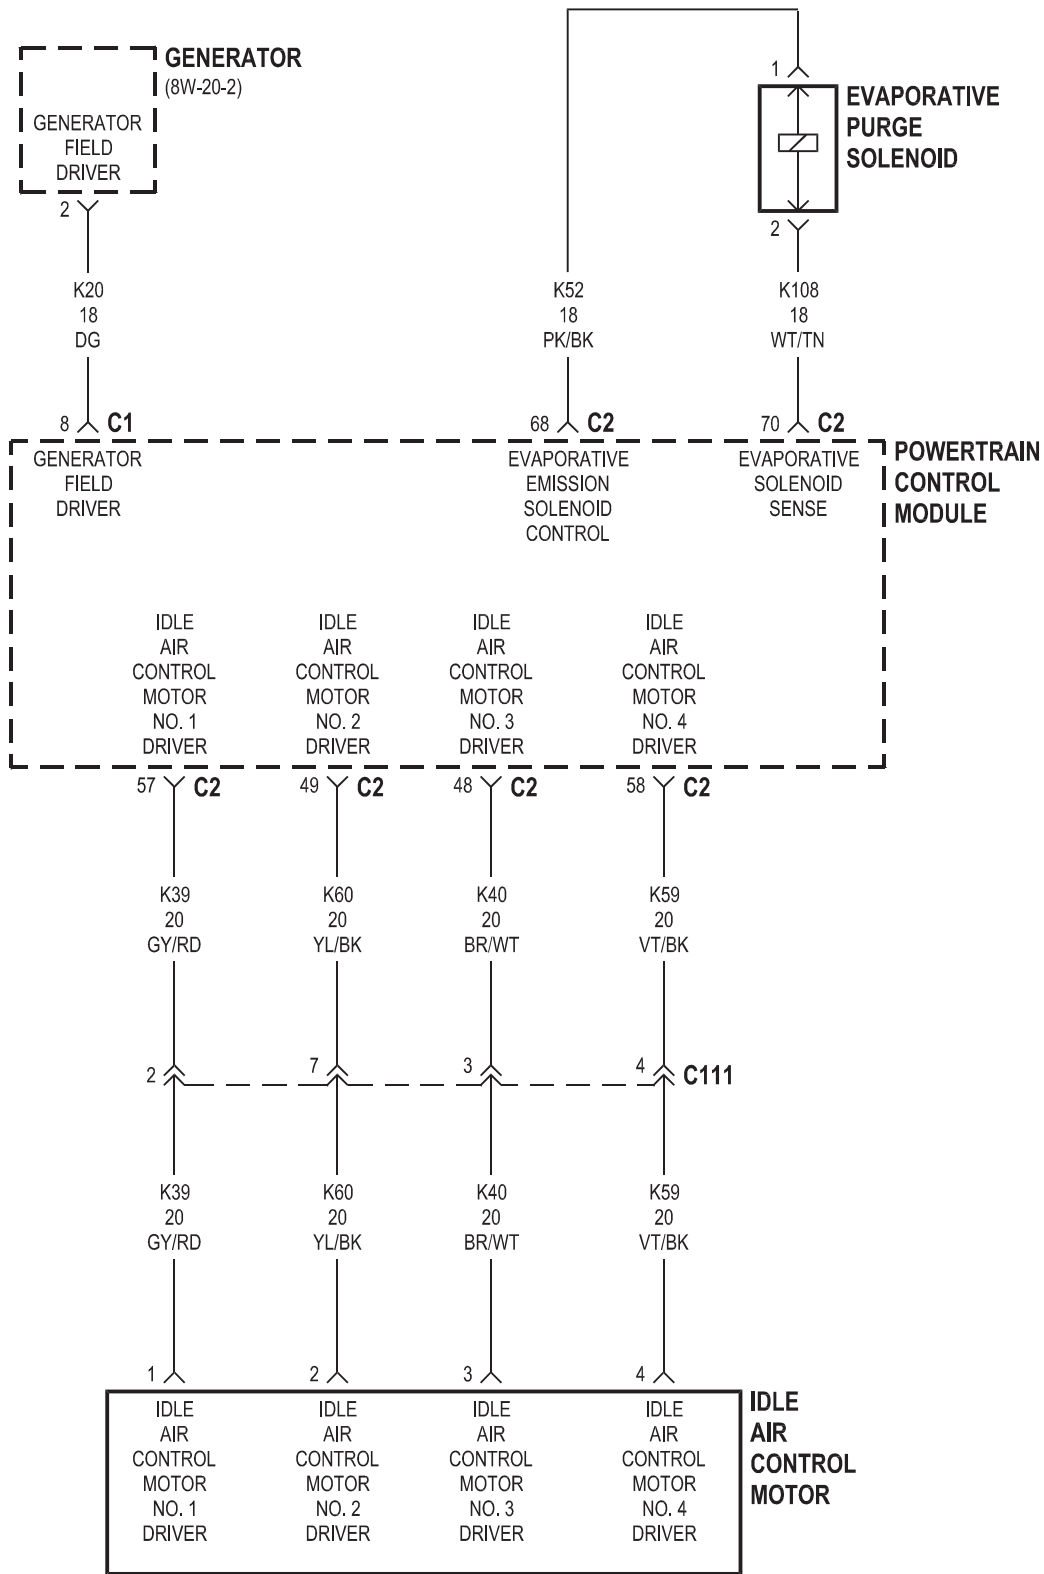 GENERATOR
(8W-20-2)
GENERATOR
FIELD
DRIVER
2
K20
18
DG
8 C1
1
EVAPORATIVE
PURGE
SOLENOID
2
K52
18
PK/BK
68 C2
K108
18
WT/TN
70 C2
POWERTRAIN
CONTROL
MODULE
GENERATOR
FIELD
DRIVER
EVAPORATIVE
EMISSION
SOLENOID
CONTROL
EVAPORATIVE
SOLENOID
SENSE
IDLE
AIR
CONTROL
MOTOR
NO. 1
DRIVER
IDLE
AIR
CONTROL
MOTOR
NO. 2
DRIVER
IDLE
AIR
CONTROL
MOTOR
NO. 3
DRIVER
IDLE
AIR
CONTROL
MOTOR
NO. 4
DRIVER
57 C2
49 C2
48 C2
58 C2
K39
20
GY/RD
K60
20
YL/BK
K40
20
BR/WT
K59
20
VT/BK
2
7
3
4
C111
K39
20
GY/RD
K60
20
YL/BK
K40
20
BR/WT
K59
20
VT/BK
1
2
3
4
IDLE
AIR
CONTROL
MOTOR
NO. 1
DRIVER
IDLE
AIR
CONTROL
MOTOR
NO. 2
DRIVER
IDLE
AIR
CONTROL
MOTOR
NO. 3
DRIVER
IDLE
AIR
CONTROL
MOTOR
NO. 4
DRIVER
IDLE
AIR
CONTROL
MOTOR